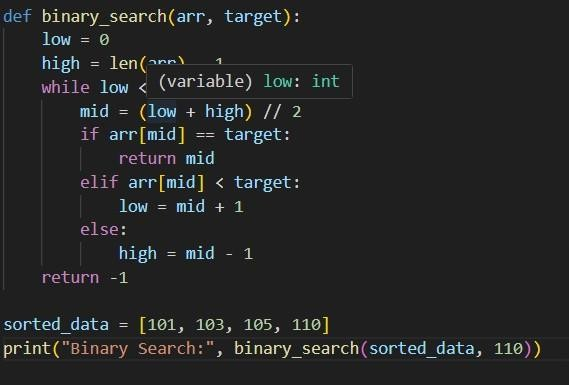 def binary_search(arr, target):
low = 0
high = len(arr) - 1
(variable) low: int
while low <
mid = (low + high) // 2
if arr[mid] == target:
return mid
elif arr[mid] < target:
low = mid + 1
else:
high = mid - 1
return -1
sorted_data = [101, 103, 105, 110]
print("Binary Search:", binary_search(sorted_data, 110))